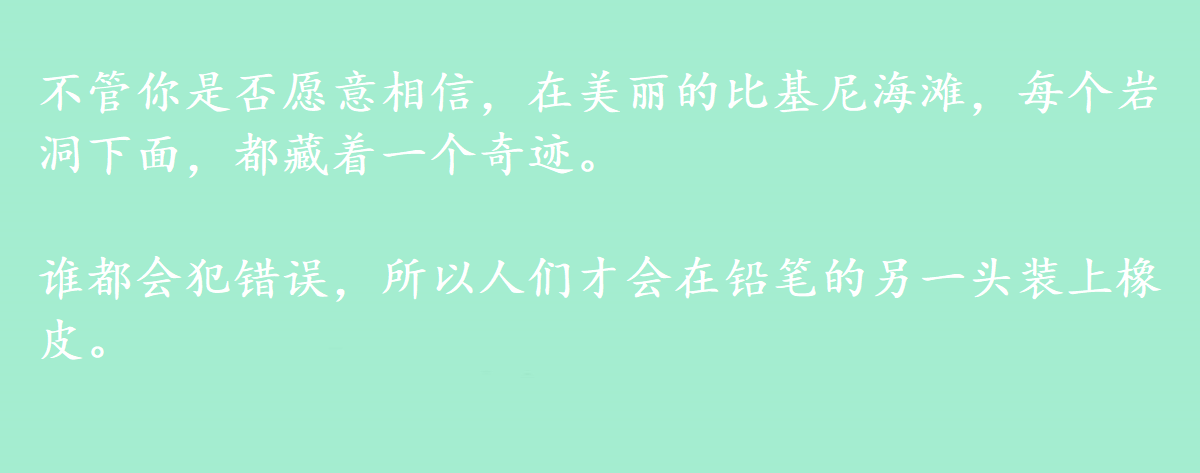 不管你是否愿意相信，在美丽的比基尼海滩，每个岩
洞下面，都藏着一个奇迹。
谁都会犯错误，所以人们才会在铅笔的另一头装上橡
皮。